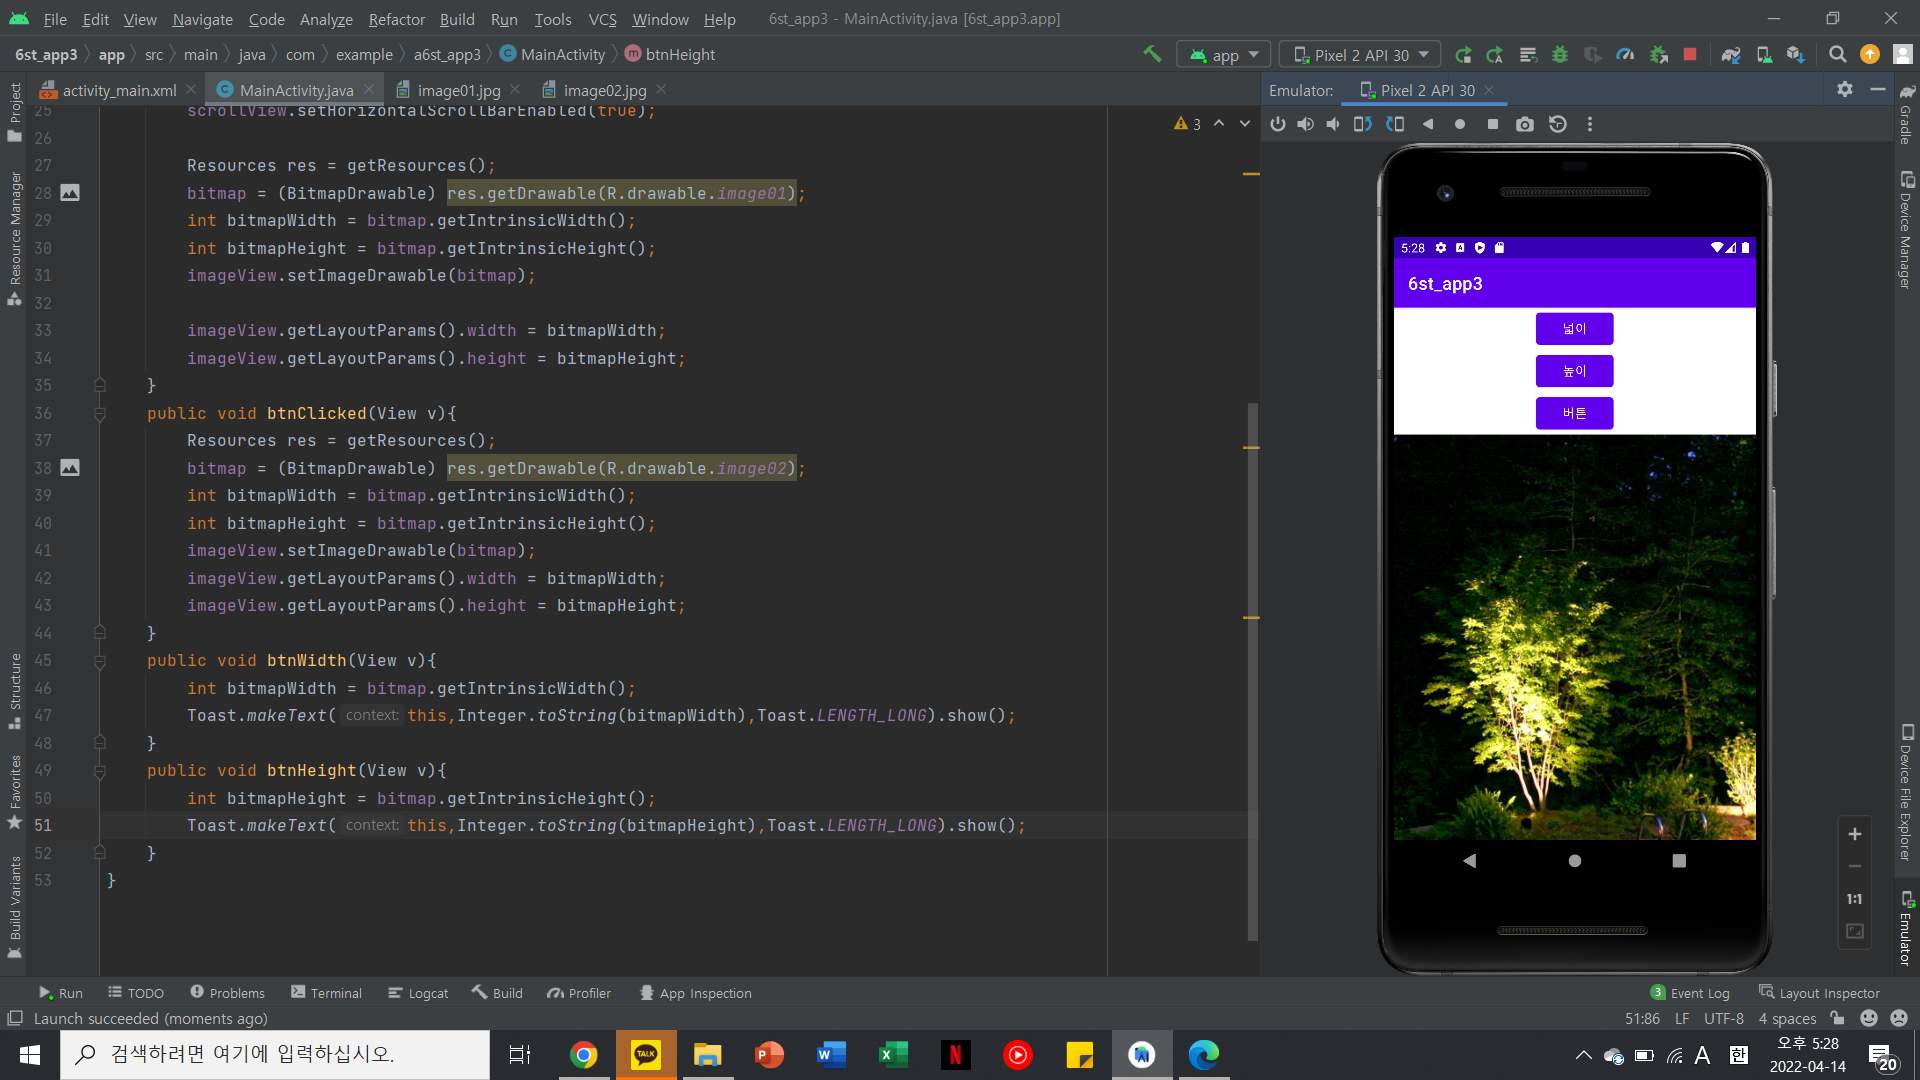 File Edit View Navigate Code Analyze Refactor Build Run Tools VCS Window Help 6st_app3 - MainActivity.java [6st_app3.app]
6st_app3 app src main java com example a6st_app3 MainActivity btnHeight app Pixel 2 API 30
activity_main.xml MainActivity.java image01.jpg image02.jpg Emulator: Pixel 2 API 30
Project
Resource Manager
Structure
Favorites
Build Variants
25 scrollView.setHorizontalScrollBarEnabled(true);
26
27 Resources res = getResources();
28 bitmap = (BitmapDrawable) res.getDrawable(R.drawable.image01);
29 int bitmapWidth = bitmap.getIntrinsicWidth();
30 int bitmapHeight = bitmap.getIntrinsicHeight();
31 imageView.setImageDrawable(bitmap);
32
33 imageView.getLayoutParams().width = bitmapWidth;
34 imageView.getLayoutParams().height = bitmapHeight;
35 }
36 public void btnClicked(View v){
37 Resources res = getResources();
38 bitmap = (BitmapDrawable) res.getDrawable(R.drawable.image02);
39 int bitmapWidth = bitmap.getIntrinsicWidth();
40 int bitmapHeight = bitmap.getIntrinsicHeight();
41 imageView.setImageDrawable(bitmap);
42 imageView.getLayoutParams().width = bitmapWidth;
43 imageView.getLayoutParams().height = bitmapHeight;
44 }
45 public void btnWidth(View v){
46 int bitmapWidth = bitmap.getIntrinsicWidth();
47 Toast.makeText( context: this,Integer.toString(bitmapWidth),Toast.LENGTH_LONG).show();
48 }
49 public void btnHeight(View v){
50 int bitmapHeight = bitmap.getIntrinsicHeight();
51 Toast.makeText( context: this,Integer.toString(bitmapHeight),Toast.LENGTH_LONG).show();
52 }
53 }
3
5:28
6st_app3
넓이
높이
버튼
1:1
Gradle
Device Manager
Device File Explorer
Emulator
Run TODO Problems Terminal Logcat Build Profiler App Inspection 3 Event Log Layout Inspector
Launch succeeded (moments ago) 51:86 LF UTF-8 4 spaces
검색하려면 여기에 입력하십시오.
TALK
A 한
오후 5:28
2022-04-14
20